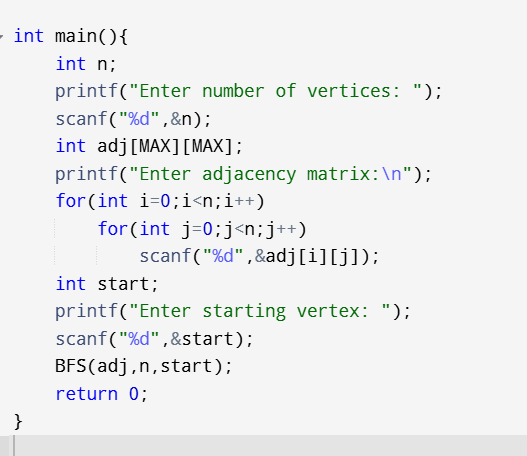 int main(){
    int n;
    printf("Enter number of vertices: ");
    scanf("%d",&n);
    int adj[MAX][MAX];
    printf("Enter adjacency matrix:\n");
    for(int i=0;i<n;i++)
        for(int j=0;j<n;j++)
            scanf("%d",&adj[i][j]);
    int start;
    printf("Enter starting vertex: ");
    scanf("%d",&start);
    BFS(adj,n,start);
    return 0;
}